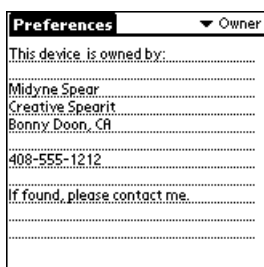 Preferences
Owner
This device is owned by:
Midyne Spear
Creative Spearit
Bonny Doon, CA
408-555-1212
If found, please contact me.